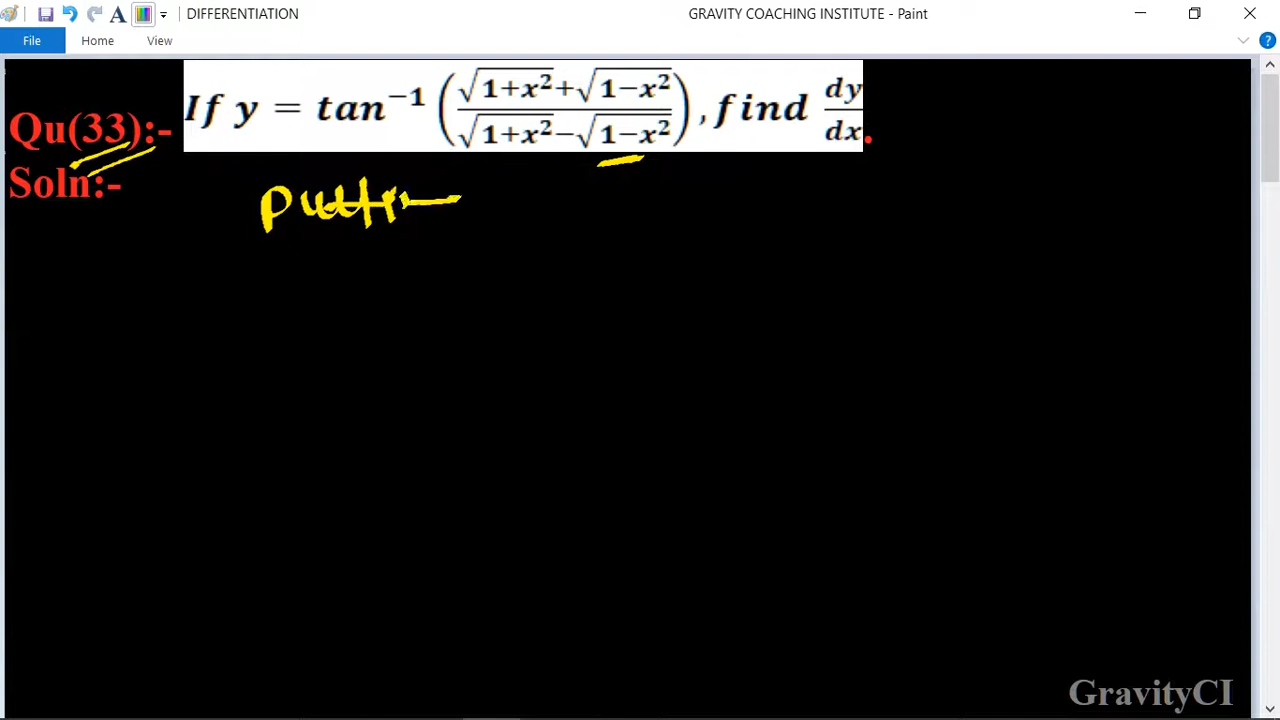 DIFFERENTIATION
GRAVITY COACHING INSTITUTE - Paint
File Home View
Qu(33):- If y = tan⁻¹ ( (√(1+x²)+√(1−x²)) / (√(1+x²)−√(1−x²)) ), find dy/dx.
Soln:-
GravityCI